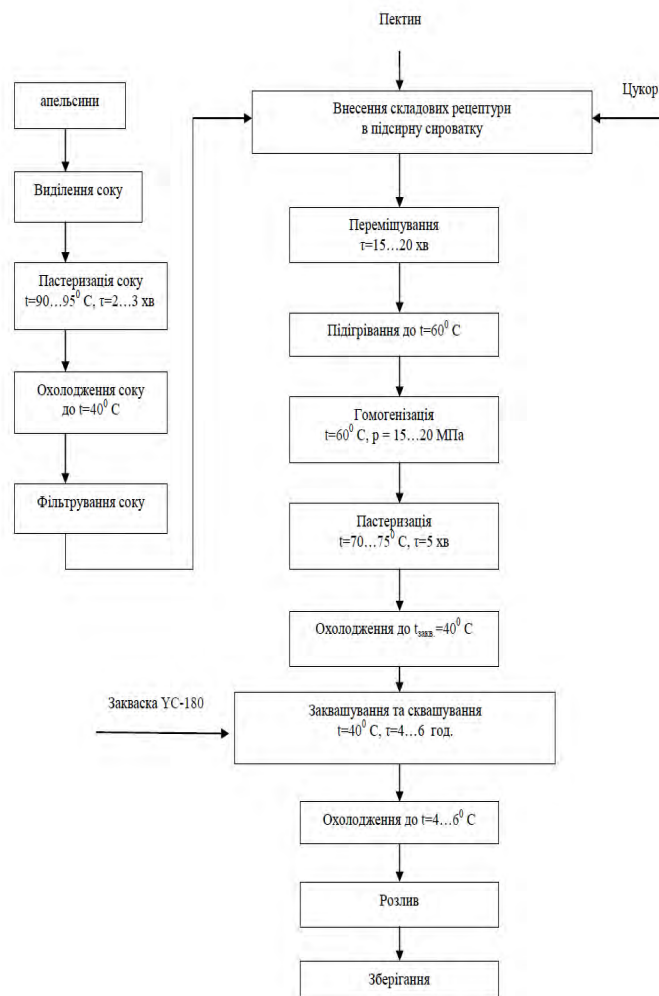 Пектин
Цукор
апельсини
Внесення складових рецептури
в підсирну сироватку
Виділення соку
Перемішування
τ=15…20 хв
Пастеризація соку
t=90…95⁰ С, τ=2…3 хв
Підігрівання до t=60⁰ С
Охолодження соку
до t=40⁰ С
Гомогенізація
t=60⁰ С, р = 15…20 МПа
Фільтрування соку
Пастеризація
t=70…75⁰ С, τ=5 хв
Охолодження до tзакв.=40⁰ С
Закваска YC-180
Заквашування та сквашування
t=40⁰ С, τ=4…6 год.
Охолодження до t=4…6⁰ С
Розлив
Зберігання